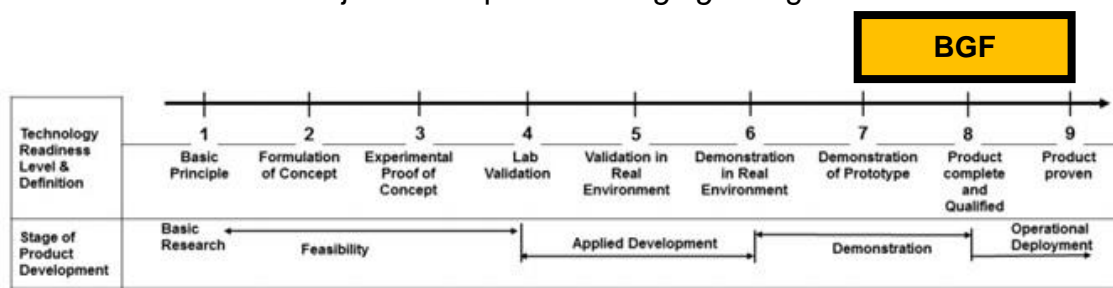 BGF
Technology
Readiness
Level &
Definition
1
Basic
Principle
2
Formulation
of Concept
3
Experimental
Proof of
Concept
4
Lab
Validation
5
Validation in
Real
Environment
6
Demonstration
in Real
Environment
7
Demonstration
of Prototype
8
Product
complete
and
Qualified
9
Product
proven
Stage of
Product
Development
Basic
Research
Feasibility
Applied Development
Demonstration
Operational
Deployment